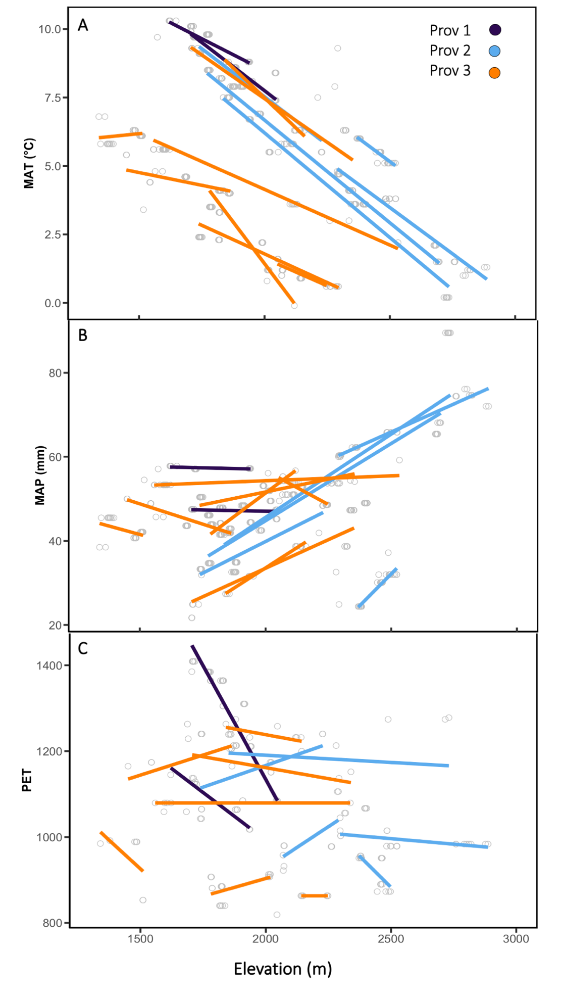 A
Prov 1
Prov 2
Prov 3
10.0
7.5
5.0
2.5
0.0
MAT (°C)
B
80
60
40
20
MAP (mm)
C
1400
1200
1000
800
PET
1500 2000 2500 3000
Elevation (m)